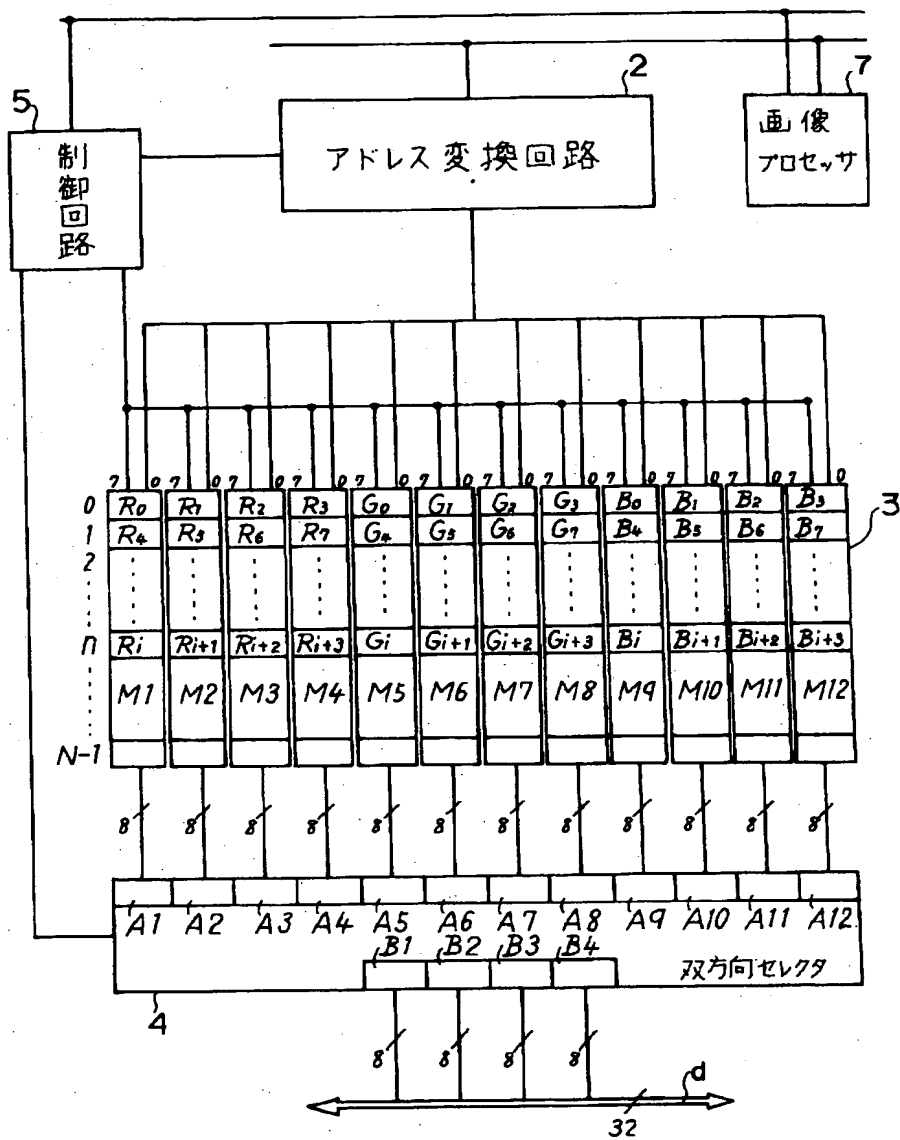 2
7
5
画像
プロセッサ
アドレス変換回路
制御回路
7 0 7 0 7 0 7 0 7 0 7 0 7 0 7 0 7 0 7 0 7 0 7 0
0 R0 R1 R2 R3 G0 G1 G2 G3 B0 B1 B2 B3
3
1 R4 R5 R6 R7 G4 G5 G6 G7 B4 B5 B6 B7
2
n Ri Ri+1 Ri+2 Ri+3 Gi Gi+1 Gi+2 Gi+3 Bi Bi+1 Bi+2 Bi+3
M1 M2 M3 M4 M5 M6 M7 M8 M9 M10 M11 M12
N-1
8 8 8 8 8 8 8 8 8 8 8 8
A1 A2 A3 A4 A5 A6 A7 A8 A9 A10 A11 A12
B1 B2 B3 B4
双方向セレクタ
4
8 8 8 8
d
32